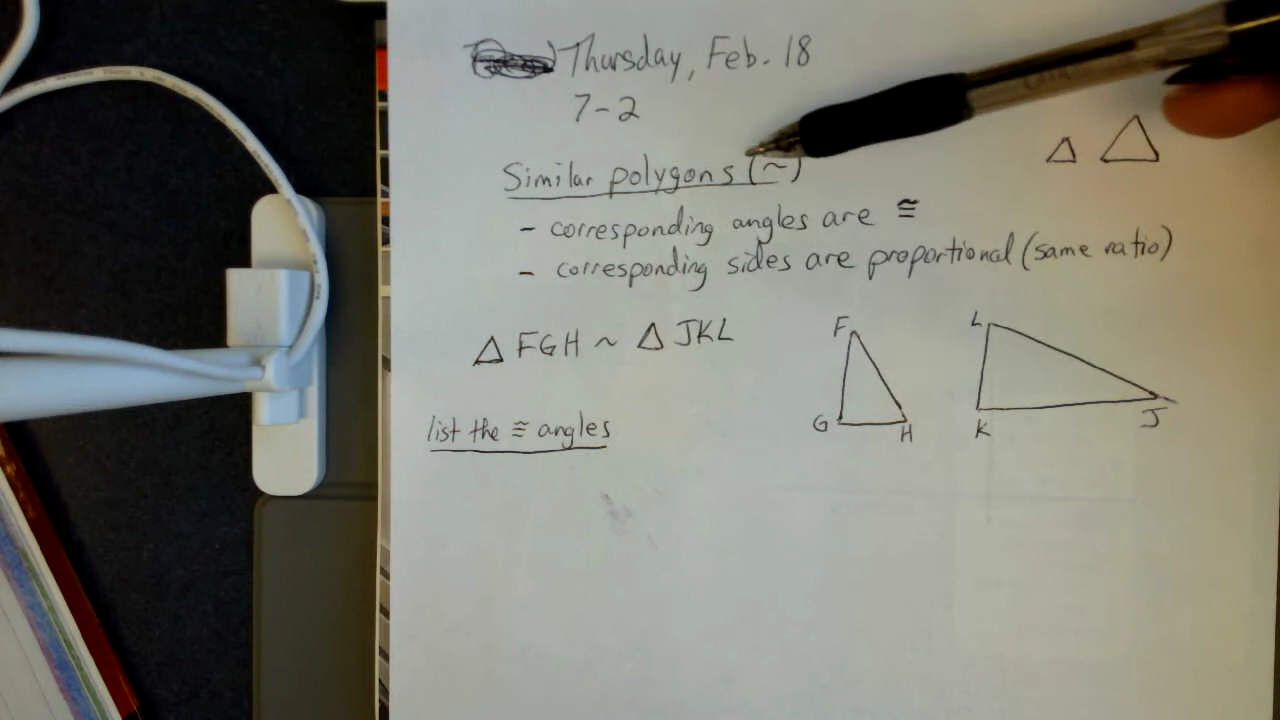 Thursday, Feb. 18
7-2
Similar polygons (~)
- corresponding angles are ≅
- corresponding sides are proportional (same ratio)
△ FGH ~ △ JKL
F
G
H
L
K
J
list the ≅ angles